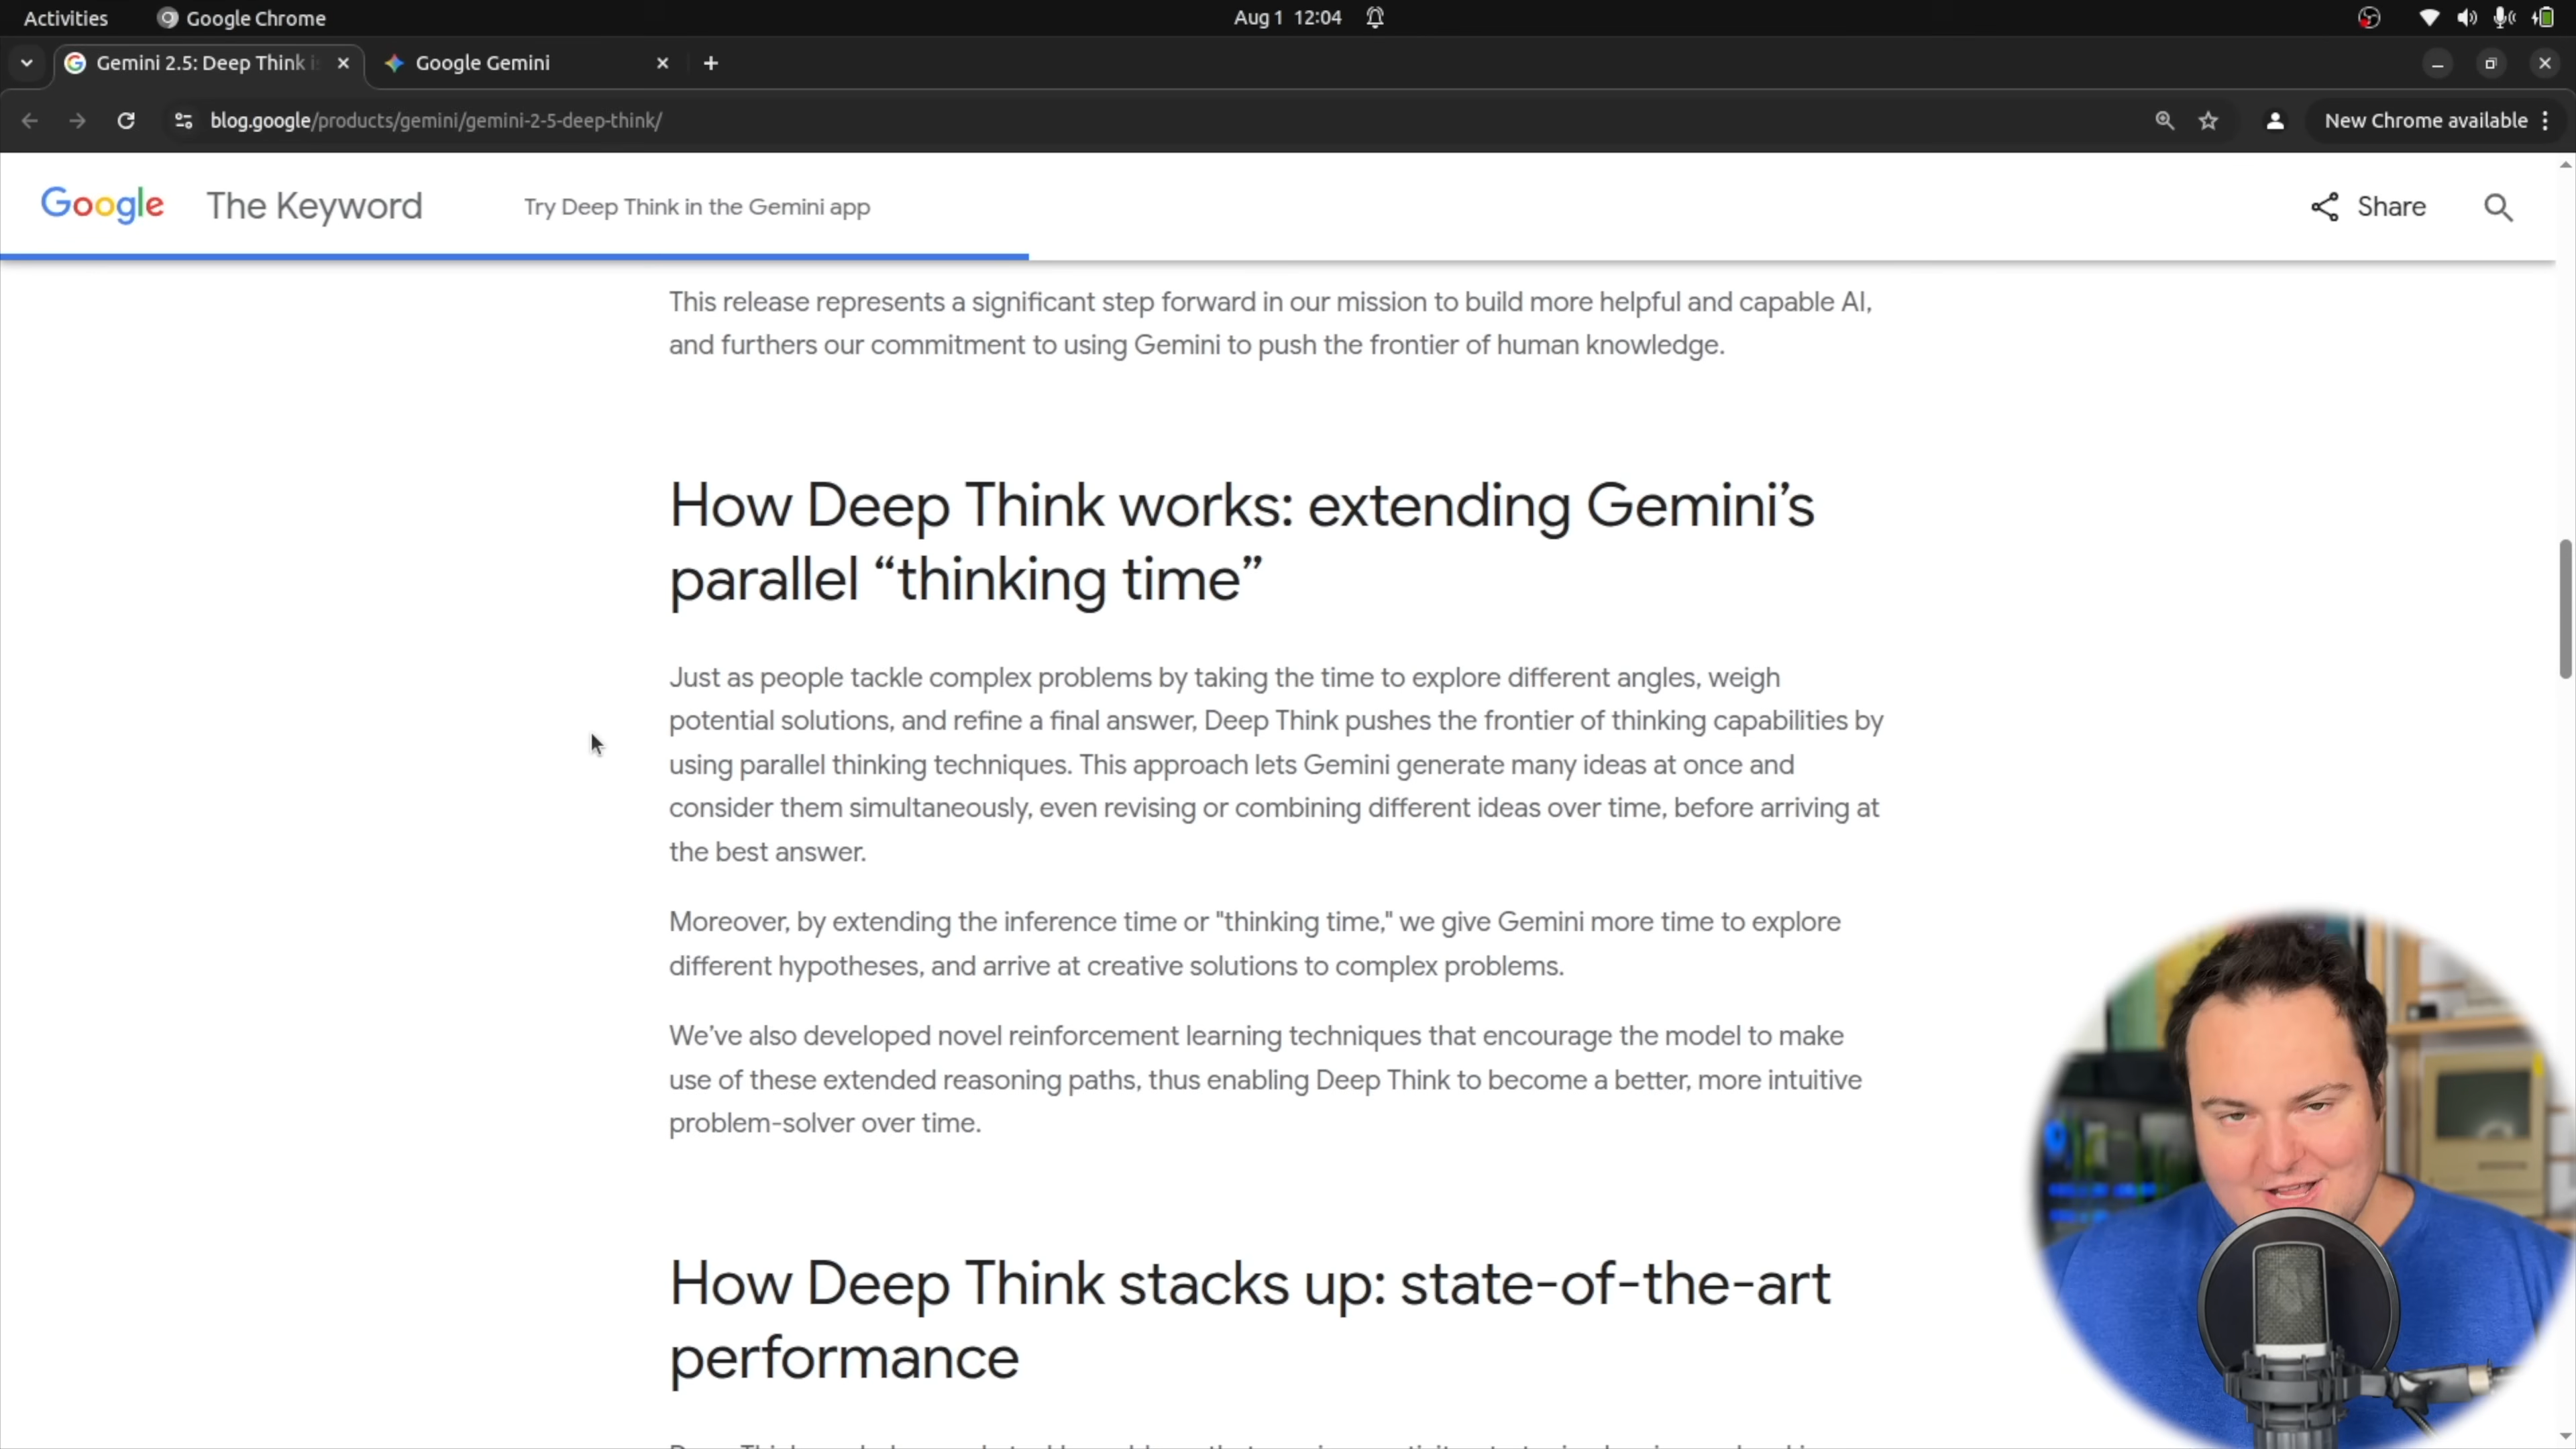 Activities Google Chrome Aug 1 12:04
Gemini 2.5: Deep Think Google Gemini
blog.google/products/gemini/gemini-2-5-deep-think/ New Chrome available
Google The Keyword Try Deep Think in the Gemini app Share
This release represents a significant step forward in our mission to build more helpful and capable AI,
and furthers our commitment to using Gemini to push the frontier of human knowledge.
How Deep Think works: extending Gemini’s
parallel “thinking time”
Just as people tackle complex problems by taking the time to explore different angles, weigh
potential solutions, and refine a final answer, Deep Think pushes the frontier of thinking capabilities by
using parallel thinking techniques. This approach lets Gemini generate many ideas at once and
consider them simultaneously, even revising or combining different ideas over time, before arriving at
the best answer.
Moreover, by extending the inference time or "thinking time," we give Gemini more time to explore
different hypotheses, and arrive at creative solutions to complex problems.
We’ve also developed novel reinforcement learning techniques that encourage the model to make
use of these extended reasoning paths, thus enabling Deep Think to become a better, more intuitive
problem-solver over time.
How Deep Think stacks up: state-of-the-art
performance